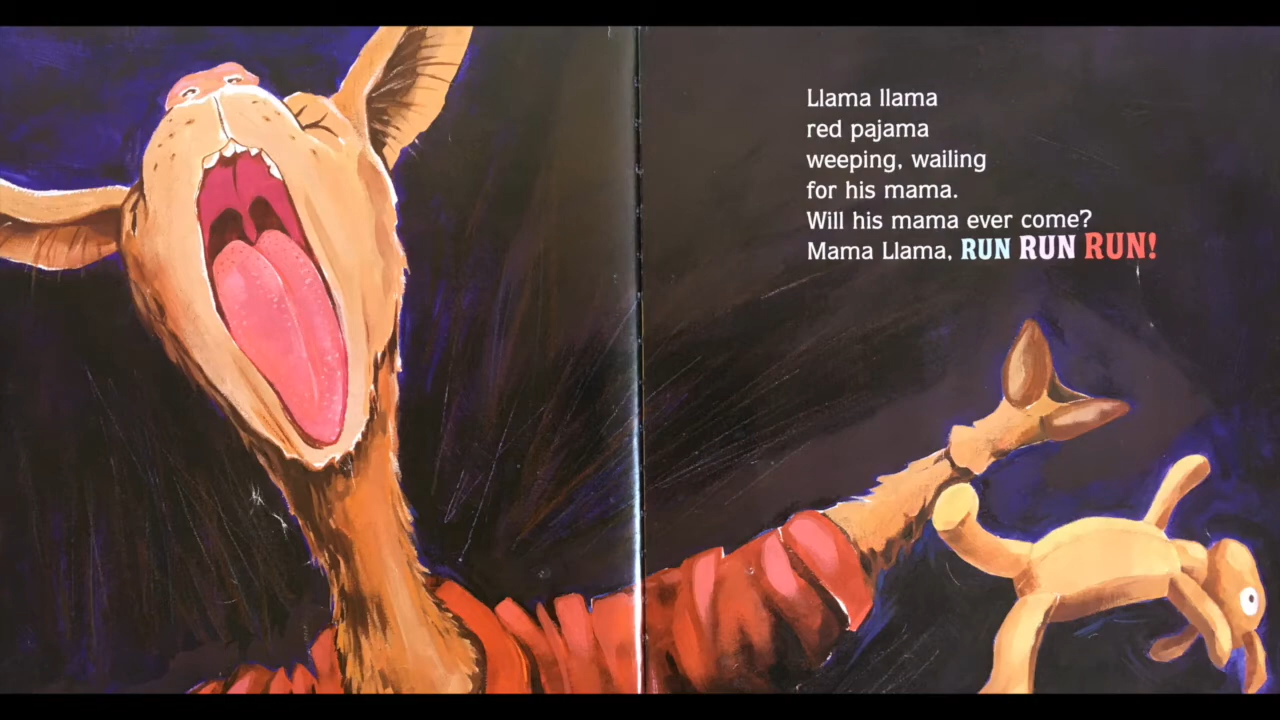 Llama llama
red pajama
weeping, wailing
for his mama.
Will his mama ever come?
Mama Llama, RUN RUN RUN!